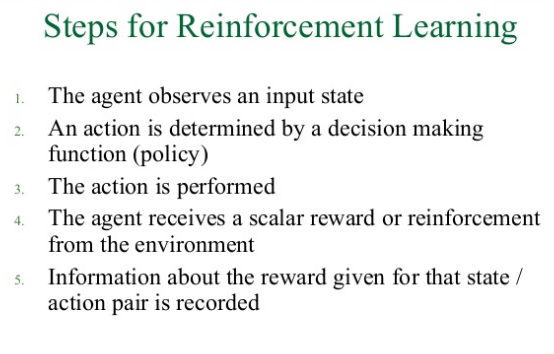 Steps for Reinforcement Learning
1. The agent observes an input state
2. An action is determined by a decision making
function (policy)
3. The action is performed
4. The agent receives a scalar reward or reinforcement
from the environment
5. Information about the reward given for that state /
action pair is recorded